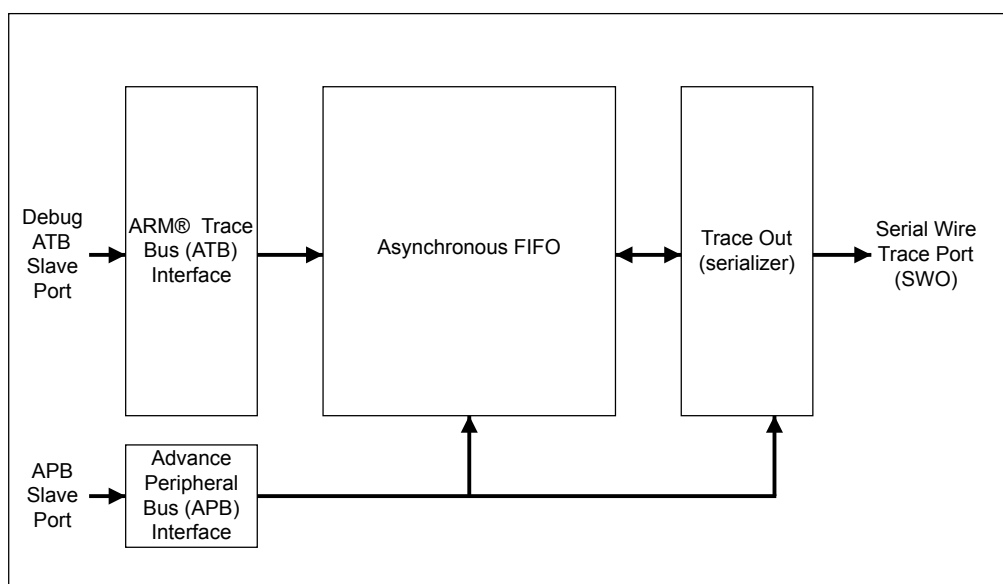 Debug
ATB
Slave
Port
ARM® Trace
Bus (ATB)
Interface
Asynchronous FIFO
Trace Out
(serializer)
Serial Wire
Trace Port
(SWO)
APB
Slave
Port
Advance
Peripheral
Bus (APB)
Interface